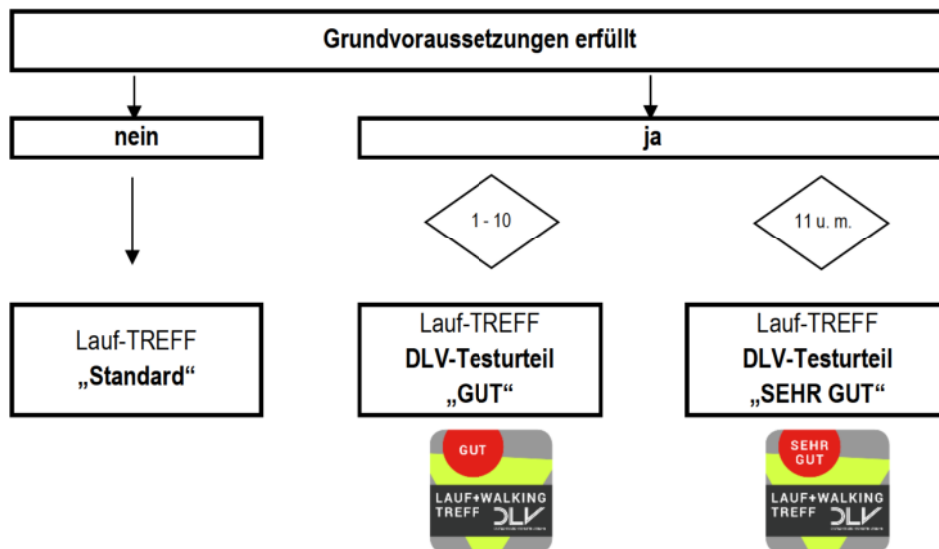 Grundvoraussetzungen erfüllt
nein
ja
1 - 10
11 u. m.
Lauf-TREFF
„Standard“
Lauf-TREFF
DLV-Testurteil
„GUT“
Lauf-TREFF
DLV-Testurteil
„SEHR GUT“
GUT
LAUF+WALKING
TREFF DLV
SEHR
GUT
LAUF+WALKING
TREFF DLV